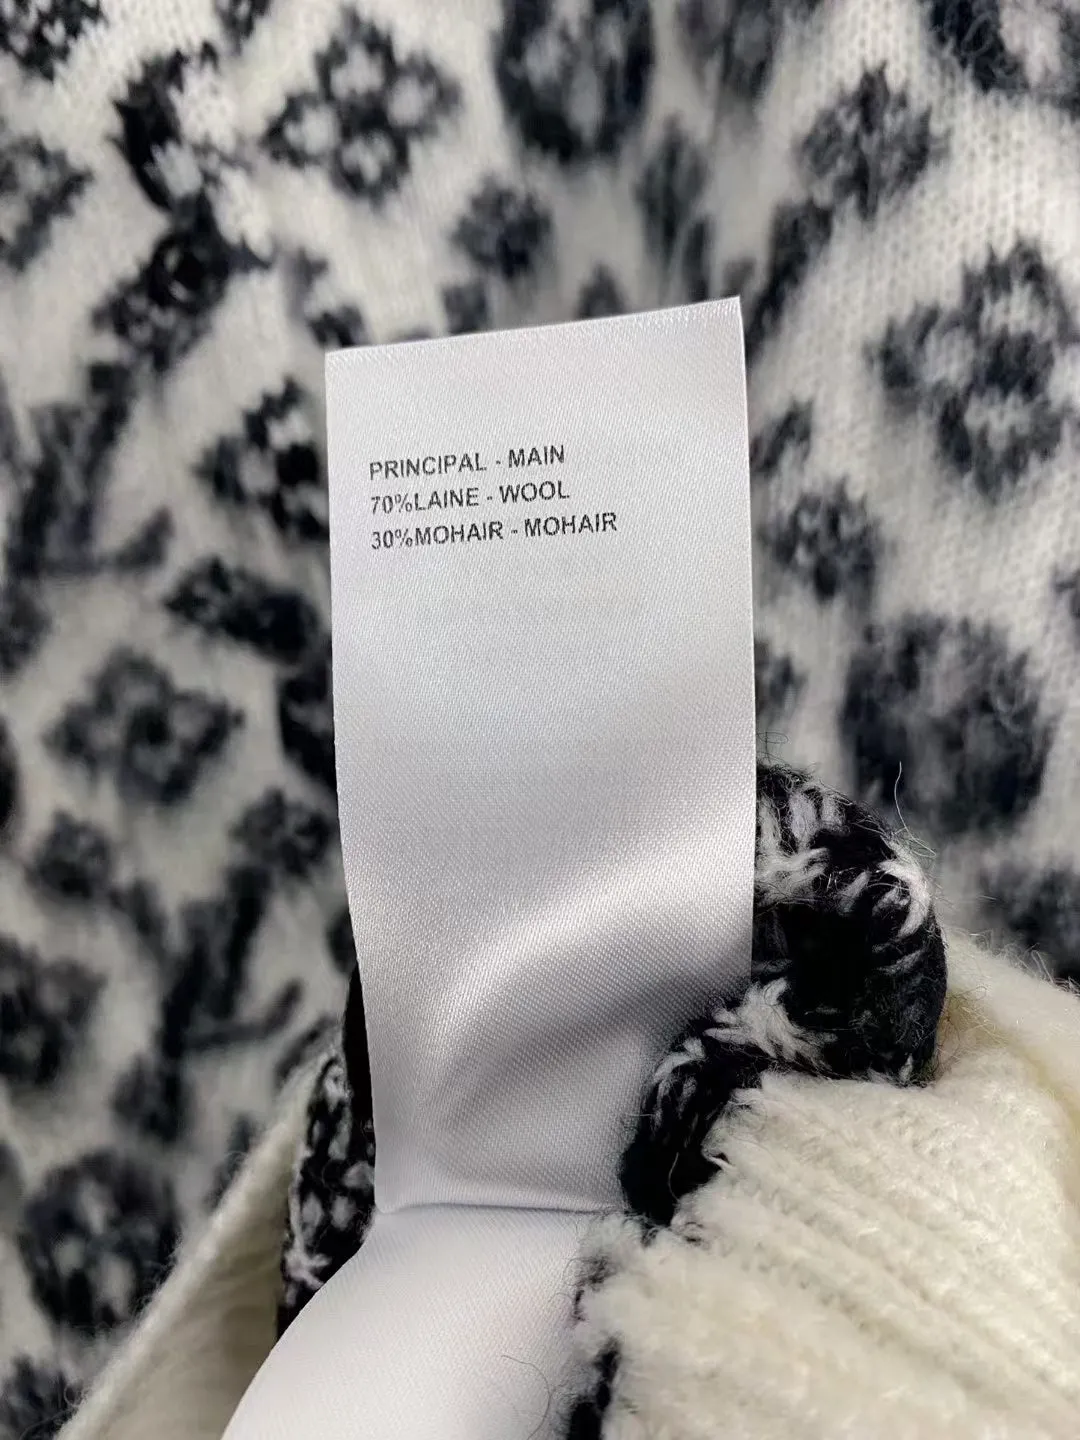 PRINCIPAL - MAIN
70%LAINE - WOOL
30%MOHAIR - MOHAIR